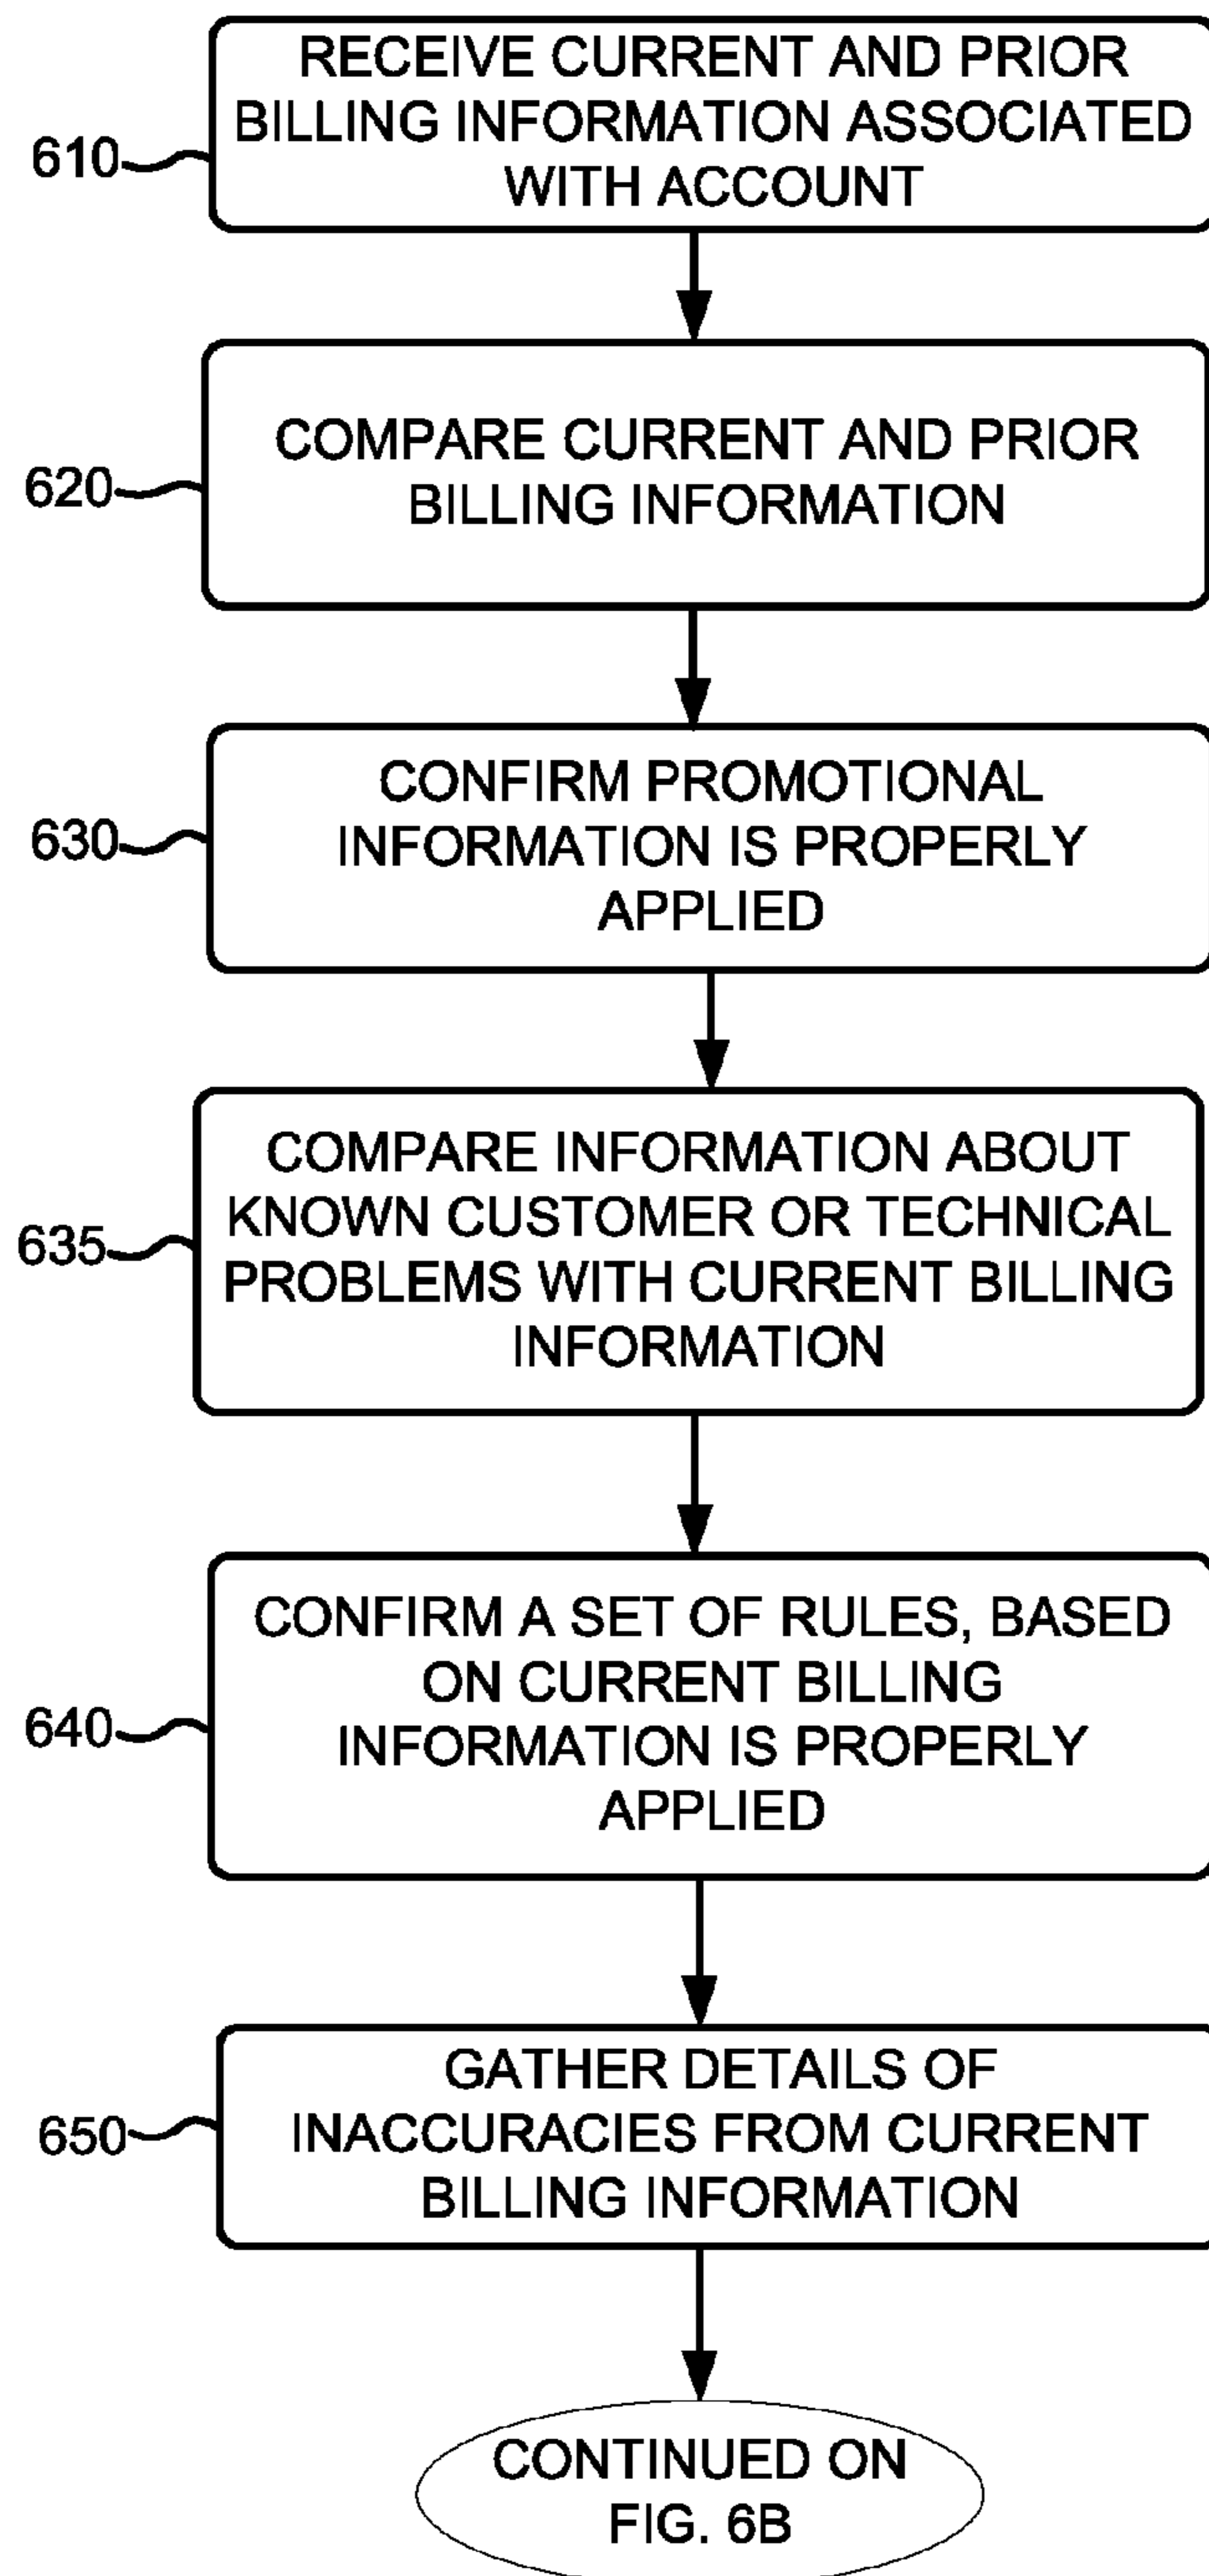 RECEIVE CURRENT AND PRIOR
BILLING INFORMATION ASSOCIATED
WITH ACCOUNT
610
COMPARE CURRENT AND PRIOR
BILLING INFORMATION
620
CONFIRM PROMOTIONAL
INFORMATION IS PROPERLY
APPLIED
630
COMPARE INFORMATION ABOUT
KNOWN CUSTOMER OR TECHNICAL
PROBLEMS WITH CURRENT BILLING
INFORMATION
635
CONFIRM A SET OF RULES, BASED
ON CURRENT BILLING
INFORMATION IS PROPERLY
APPLIED
640
GATHER DETAILS OF
INACCURACIES FROM CURRENT
BILLING INFORMATION
650
CONTINUED ON
FIG. 6B